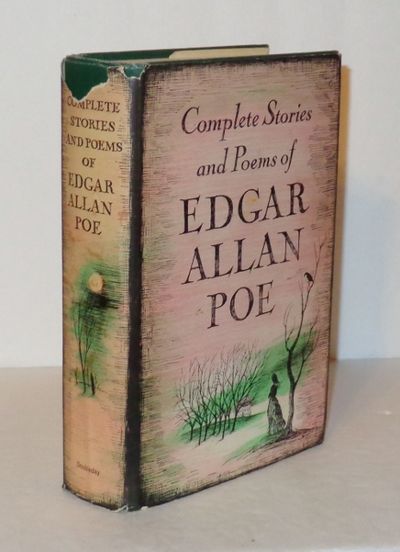 COMPLETE
STORIES
AND POEMS
OF
EDGAR
ALLAN
POE
Doubleday
Complete Stories
and Poems of
EDGAR
ALLAN
POE